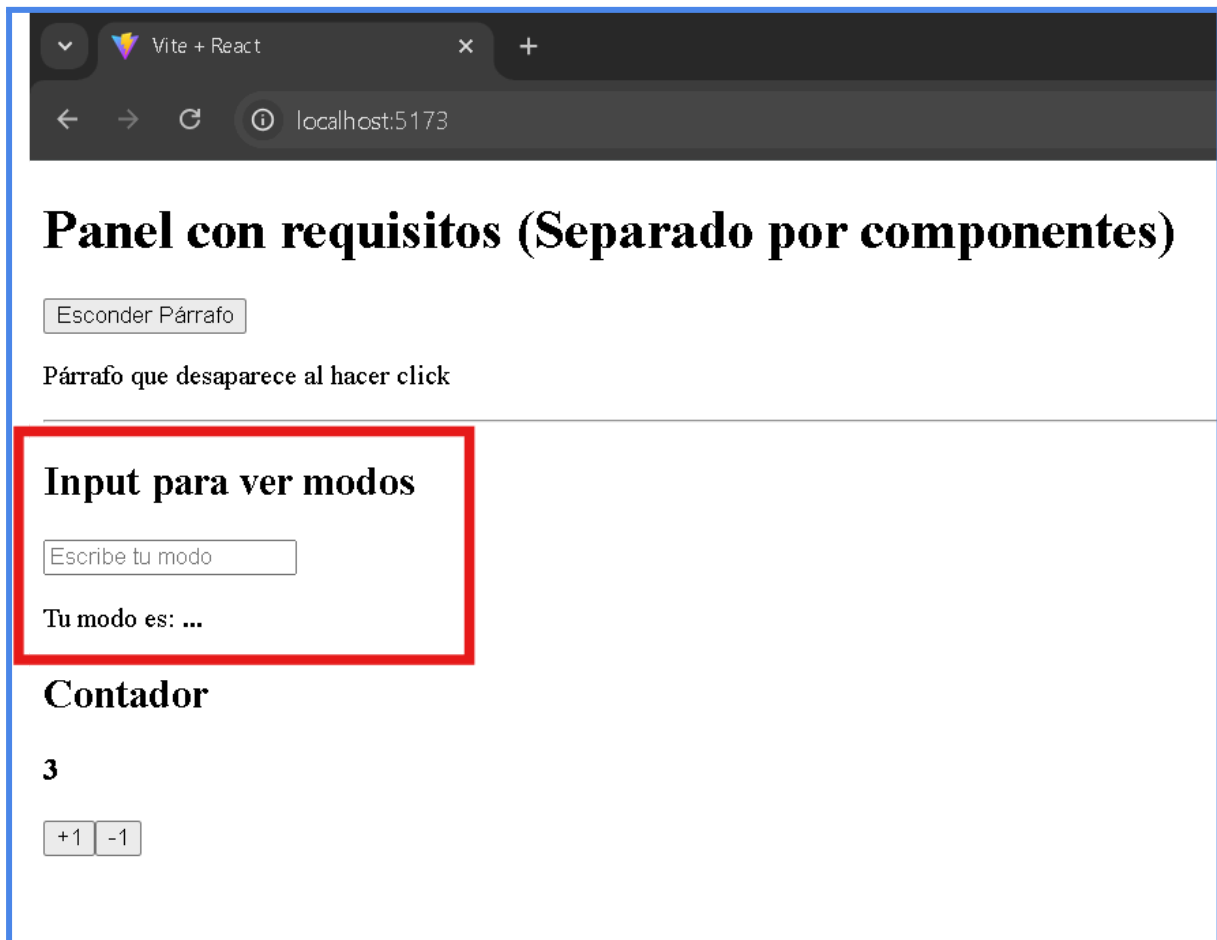 Vite + React
localhost:5173
Panel con requisitos (Separado por componentes)
Esconder Párrafo
Párrafo que desaparece al hacer click
Input para ver modos
Escribe tu modo
Tu modo es: ...
Contador
3
+1 -1